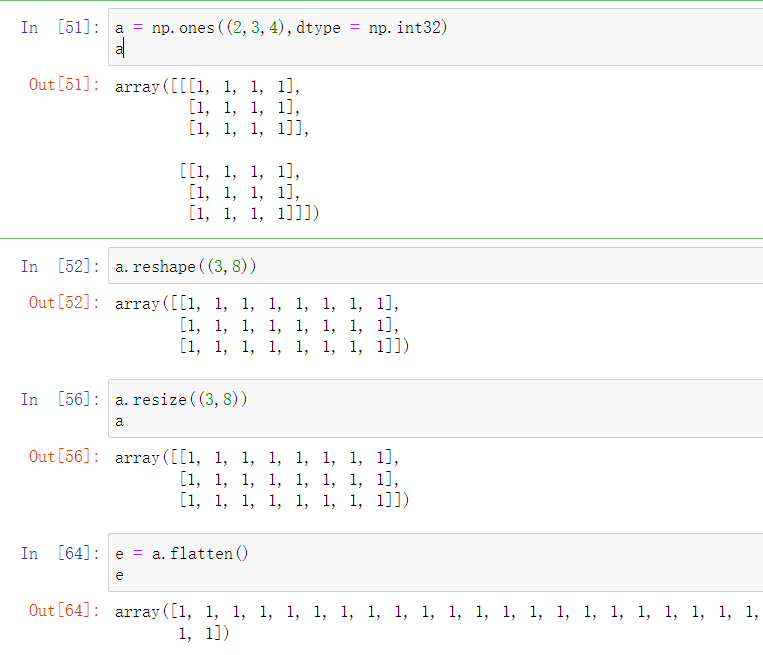 In [51]: a = np.ones((2,3,4),dtype = np.int32)
a
Out[51]: array([[[1, 1, 1, 1],
[1, 1, 1, 1],
[1, 1, 1, 1]],
[[1, 1, 1, 1],
[1, 1, 1, 1],
[1, 1, 1, 1]]])
In [52]: a.reshape((3,8))
Out[52]: array([[1, 1, 1, 1, 1, 1, 1, 1],
[1, 1, 1, 1, 1, 1, 1, 1],
[1, 1, 1, 1, 1, 1, 1, 1]])
In [56]: a.resize((3,8))
a
Out[56]: array([[1, 1, 1, 1, 1, 1, 1, 1],
[1, 1, 1, 1, 1, 1, 1, 1],
[1, 1, 1, 1, 1, 1, 1, 1]])
In [64]: e = a.flatten()
e
Out[64]: array([1, 1, 1, 1, 1, 1, 1, 1, 1, 1, 1, 1, 1, 1, 1, 1, 1, 1, 1, 1, 1, 1,
1, 1])